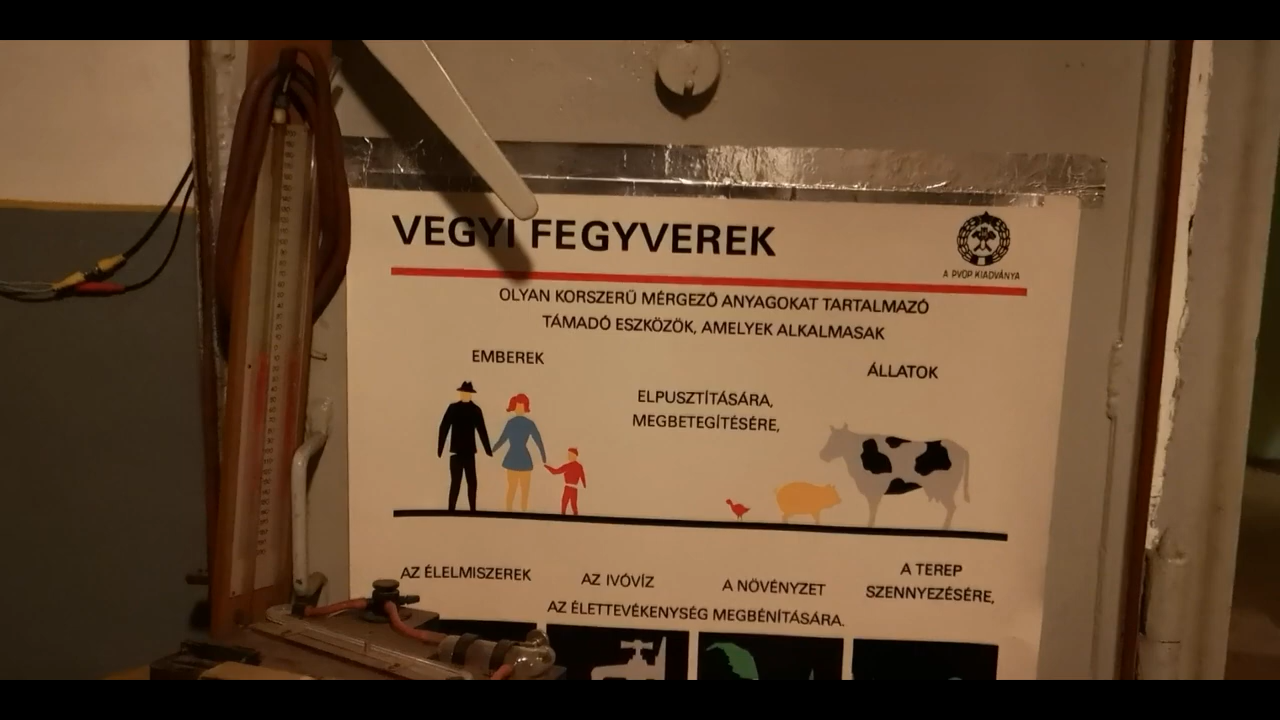 VEGYI FEGYVEREK
A PVOP KIADVÁNYA
OLYAN KORSZERŰ MÉRGEZŐ ANYAGOKAT TARTALMAZÓ
TÁMADÓ ESZKÖZÖK, AMELYEK ALKALMASAK
EMBEREK
ÁLLATOK
ELPUSZTÍTÁSÁRA,
MEGBETEGÍTÉSÉRE,
AZ ÉLELMISZEREK
AZ IVÓVÍZ
A NÖVÉNYZET
A TEREP
SZENNYEZÉSÉRE,
AZ ÉLETTEVÉKENYSÉG MEGBÉNÍTÁSÁRA.